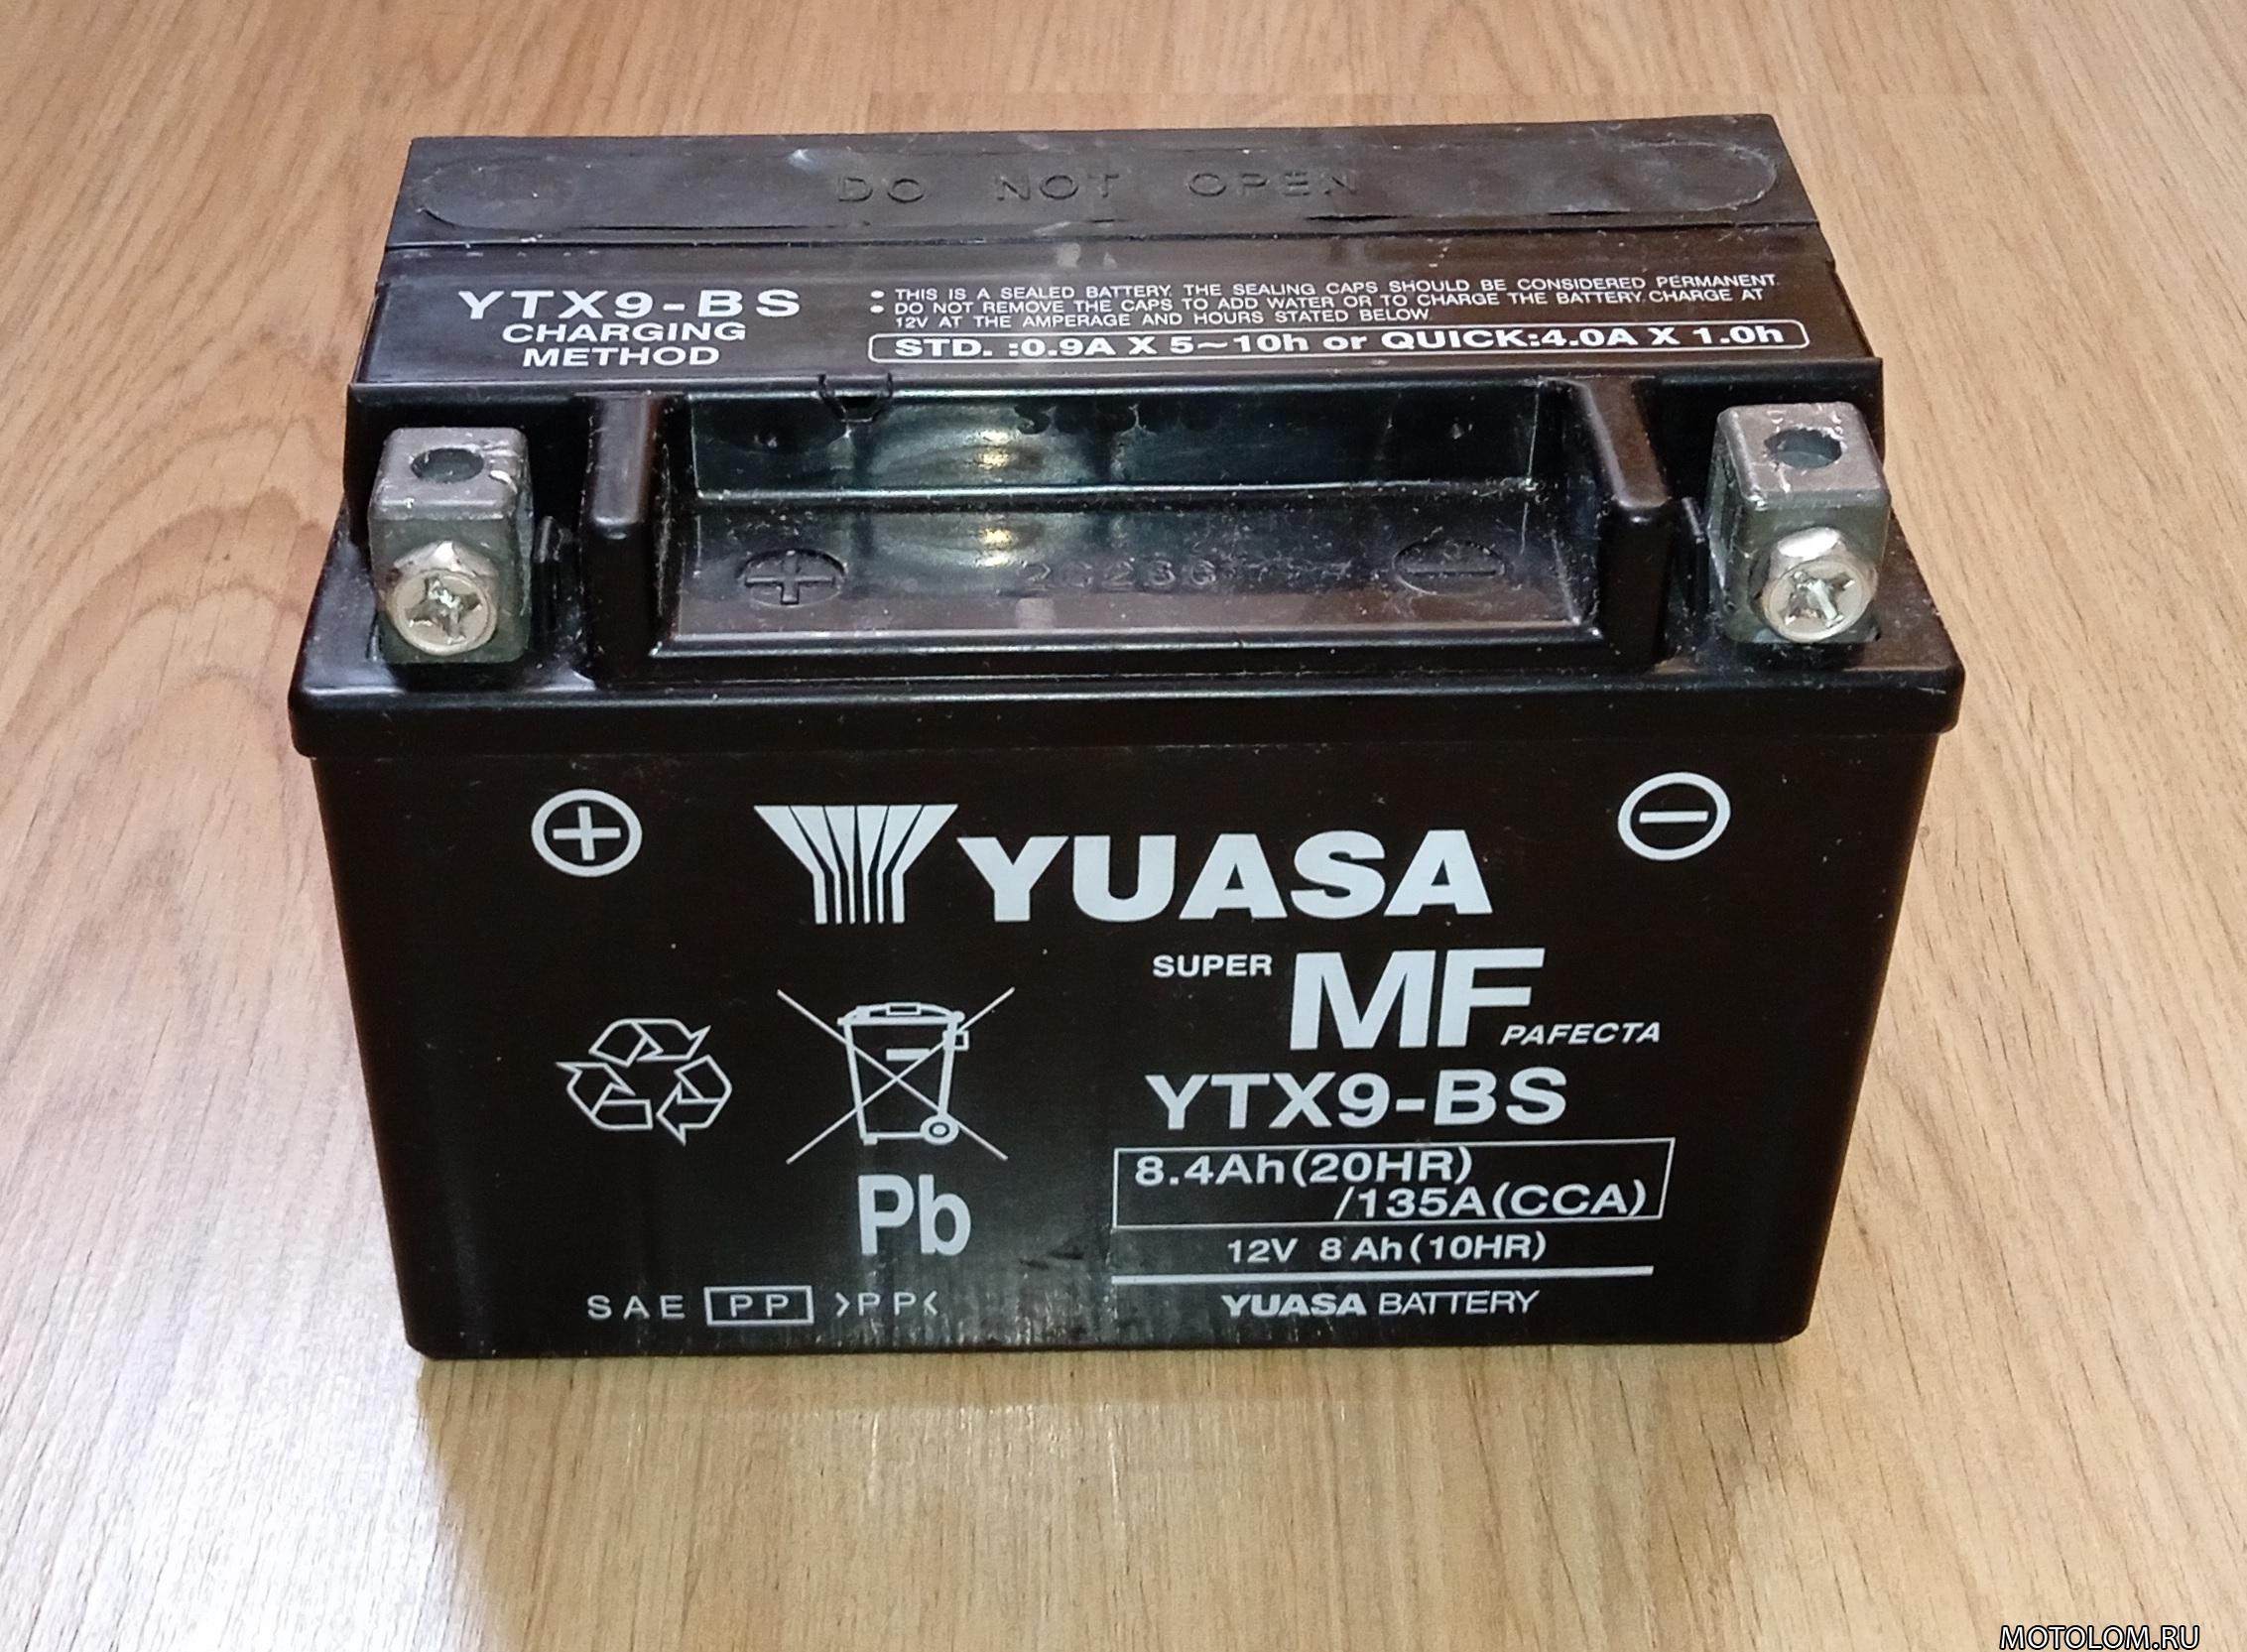 DO NOT OPEN
YTX9-BS
CHARGING
METHOD
● THIS IS A SEALED BATTERY. THE SEALING CAPS SHOULD BE CONSIDERED PERMANENT.
● DO NOT REMOVE THE CAPS TO ADD WATER OR TO CHARGE THE BATTERY. CHARGE AT
12V AT THE AMPERAGE AND HOURS STATED BELOW.
STD. :0.9A X 5~10h or QUICK:4.0A X 1.0h
YUASA
SUPER MF PAFECTA
YTX9-BS
8.4Ah(20HR)
/135A(CCA)
12V 8 Ah(10HR)
YUASA BATTERY
Pb
SAE PP >PP<
MOTOLOM.RU